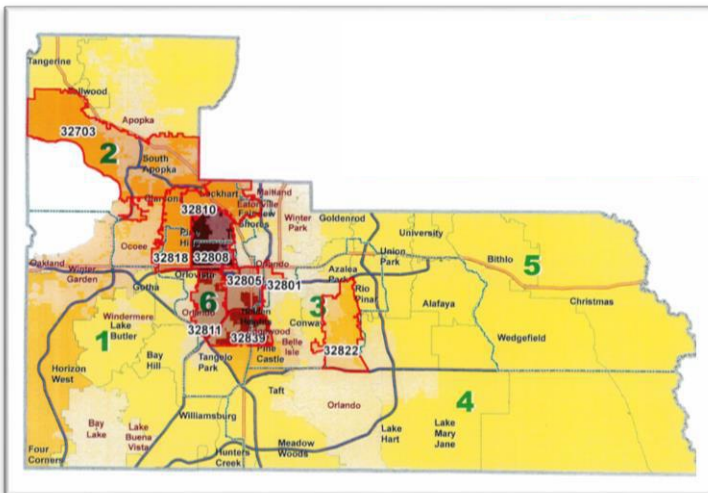 Tangerine
Apopka
32703
2
South
Apopka
32810
Maitland
Eatonville
Fairview
Shores
Winter
Park
Goldenrod
University
Union
Park
Bithlo
5
Christmas
Ocoee
32818
32808
Oakland
Winter
Garden
Orlovista
Orlando
Azalea
Park
32805
32801
Gotha
6
3
Rio
Pinar
Alafaya
Windermere
Lake
Butler
Orlando
Conway
Wedgefield
1
32811
32839
Belle
Isle
32822
Bay
Hill
Tangelo
Park
Pine
Castle
Horizon
West
Taft
Orlando
4
Bay
Lake
Williamsburg
Lake
Buena
Vista
Lake
Hart
Lake
Mary
Jane
Four
Corners
Hunters
Creek
Meadow
Woods